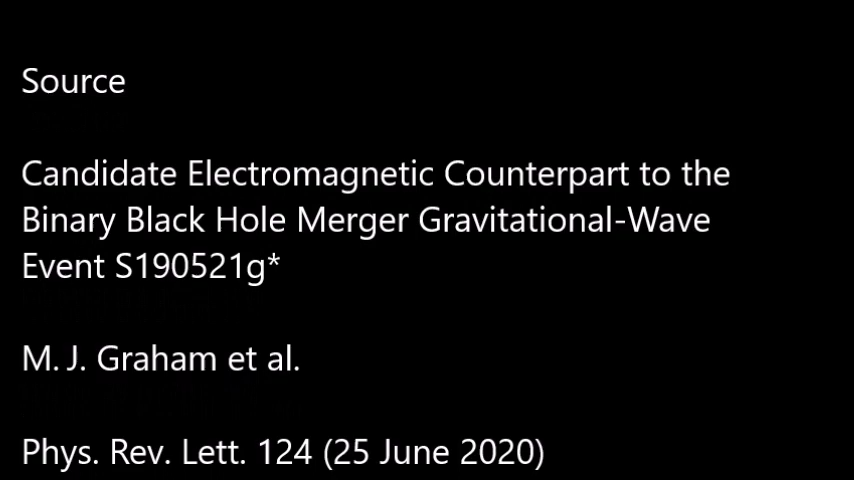 Source
Candidate Electromagnetic Counterpart to the
Binary Black Hole Merger Gravitational-Wave
Event S190521g*
M. J. Graham et al.
Phys. Rev. Lett. 124 (25 June 2020)